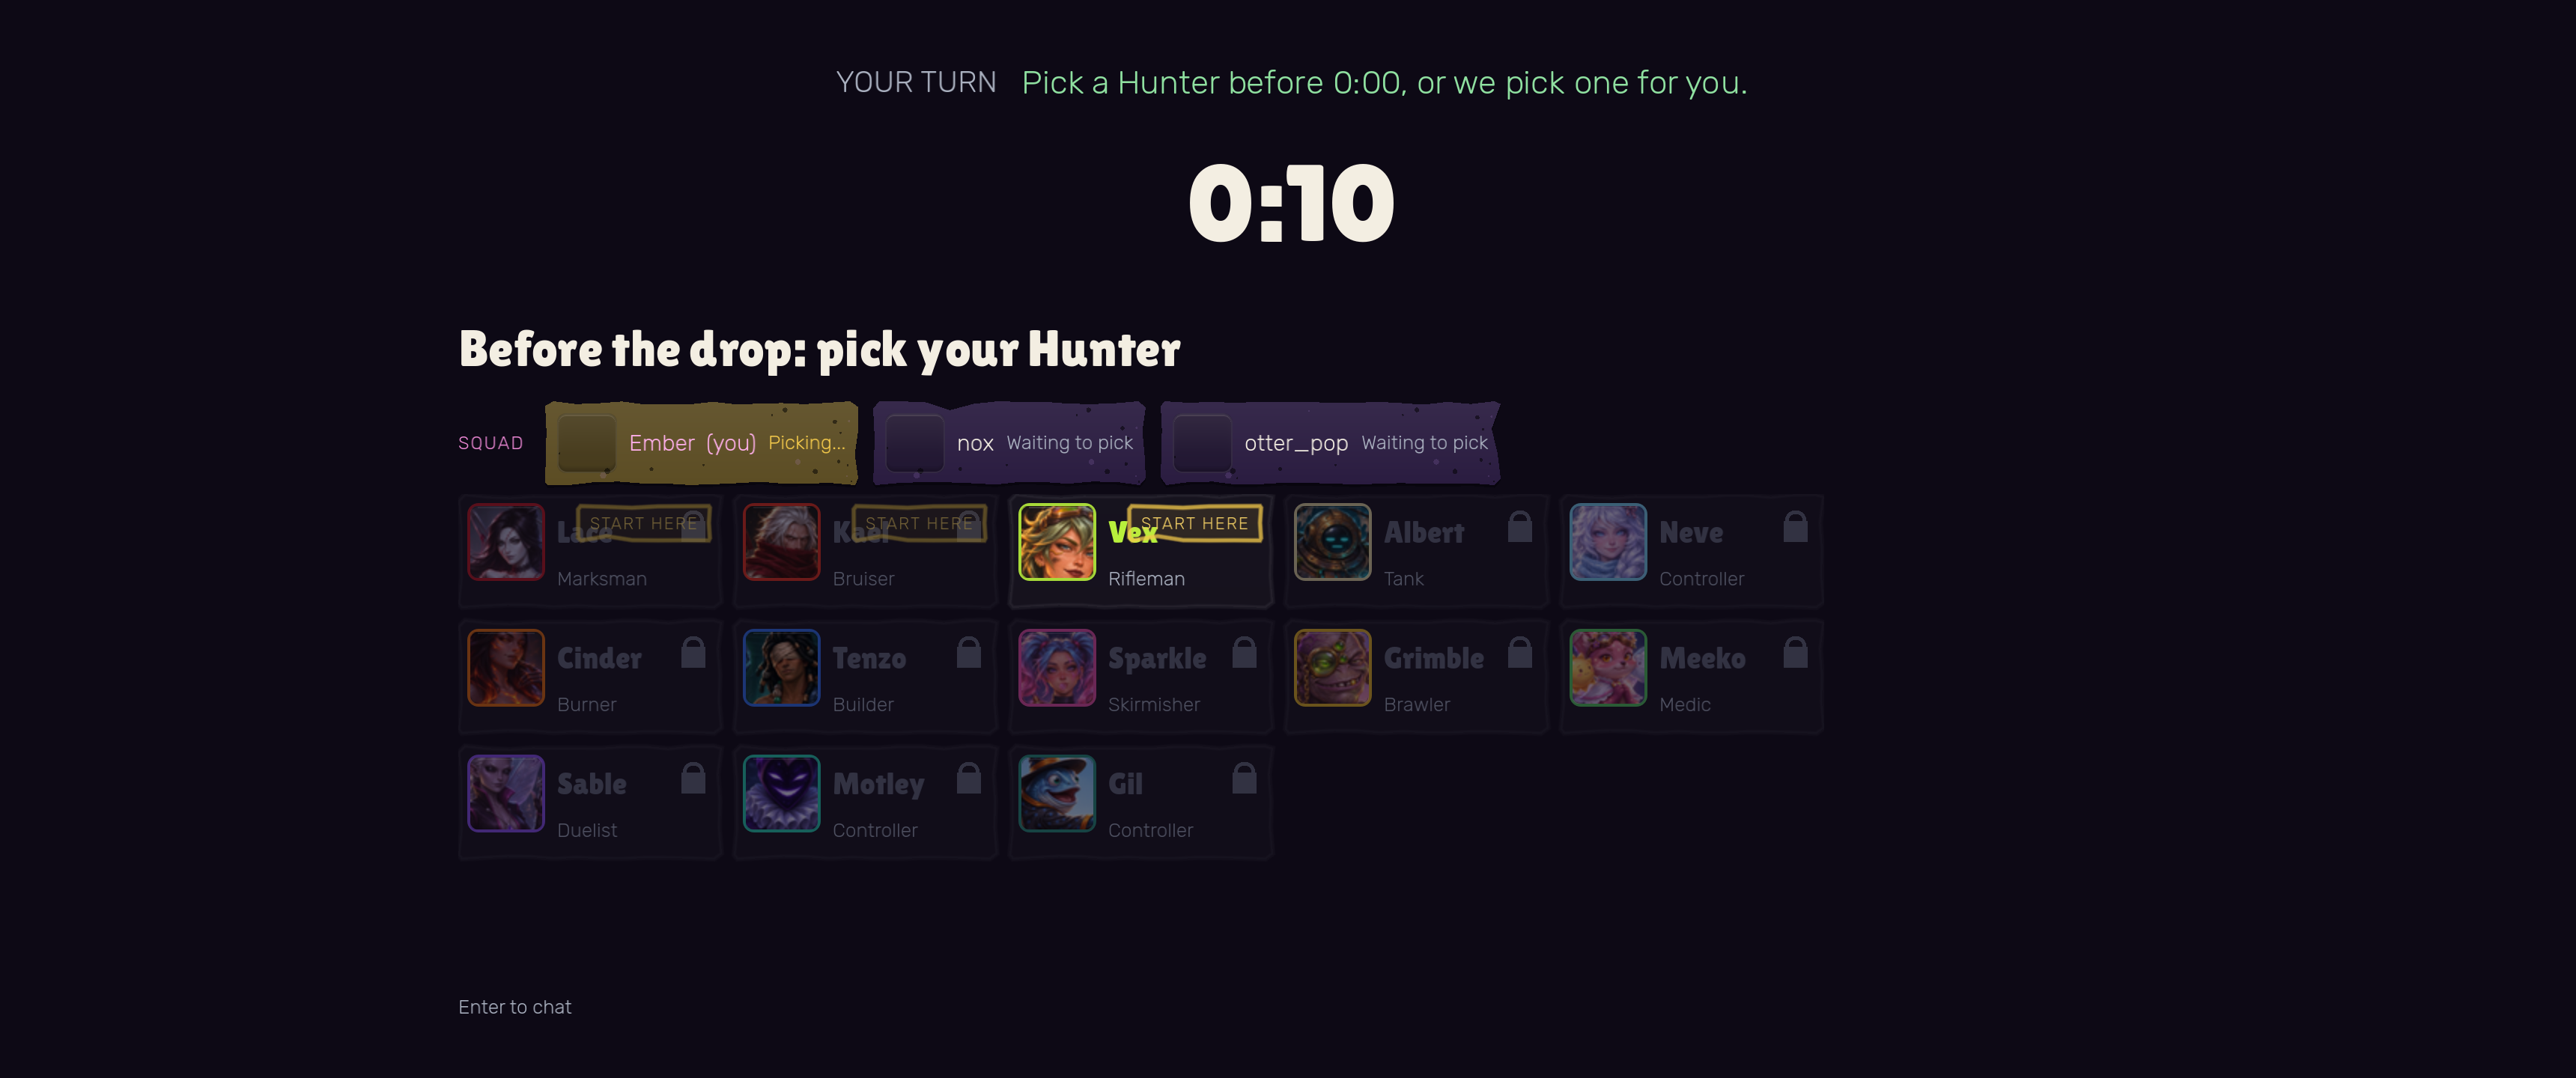 YOUR TURN Pick a Hunter before 0:00, or we pick one for you.
0:10
Before the drop: pick your Hunter
SQUAD Ember (you) Picking... nox Waiting to pick otter_pop Waiting to pick
Lace START HERE Kael START HERE Vex START HERE Albert Neve
Marksman Bruiser Rifleman Tank Controller
Cinder Tenzo Sparkle Grimble Meeko
Burner Builder Skirmisher Brawler Medic
Sable Motley Gil
Duelist Controller Controller
Enter to chat